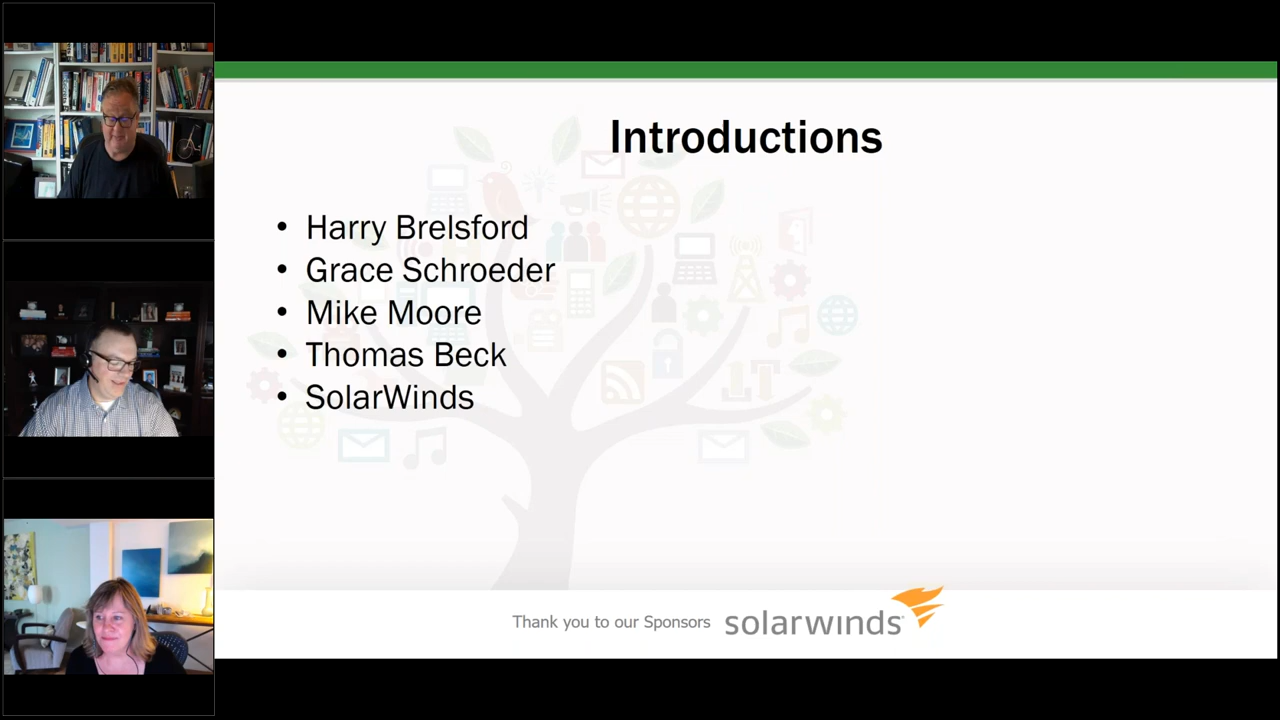 Introductions
• Harry Brelsford
• Grace Schroeder
• Mike Moore
• Thomas Beck
• SolarWinds
Thank you to our Sponsors solarwinds